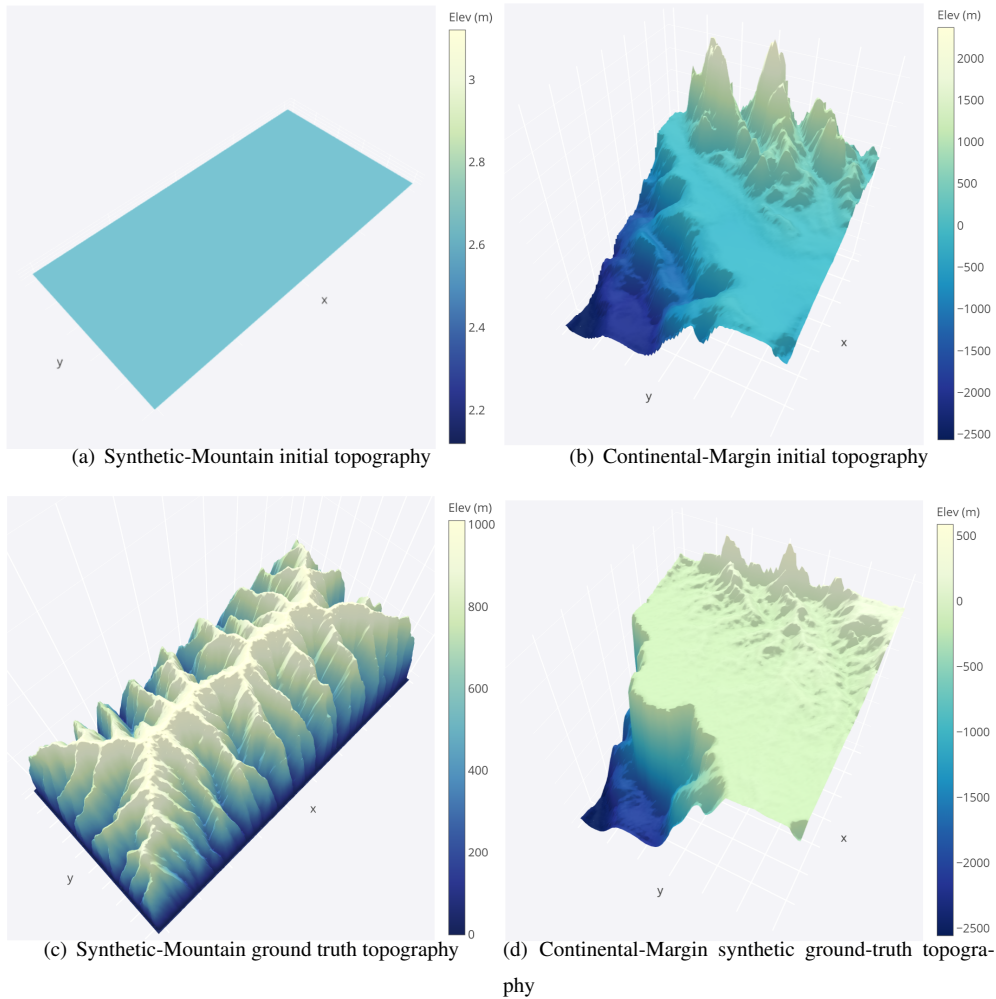 Elev (m)
3
2.8
2.6
2.4
2.2
x
y
(a) Synthetic-Mountain initial topography
Elev (m)
2000
1500
1000
500
0
−500
−1000
−1500
−2000
−2500
x
y
(b) Continental-Margin initial topography
Elev (m)
1000
800
600
400
200
0
x
y
(c) Synthetic-Mountain ground truth topography
Elev (m)
500
0
−500
−1000
−1500
−2000
−2500
x
y
(d) Continental-Margin synthetic ground-truth topogra-
phy